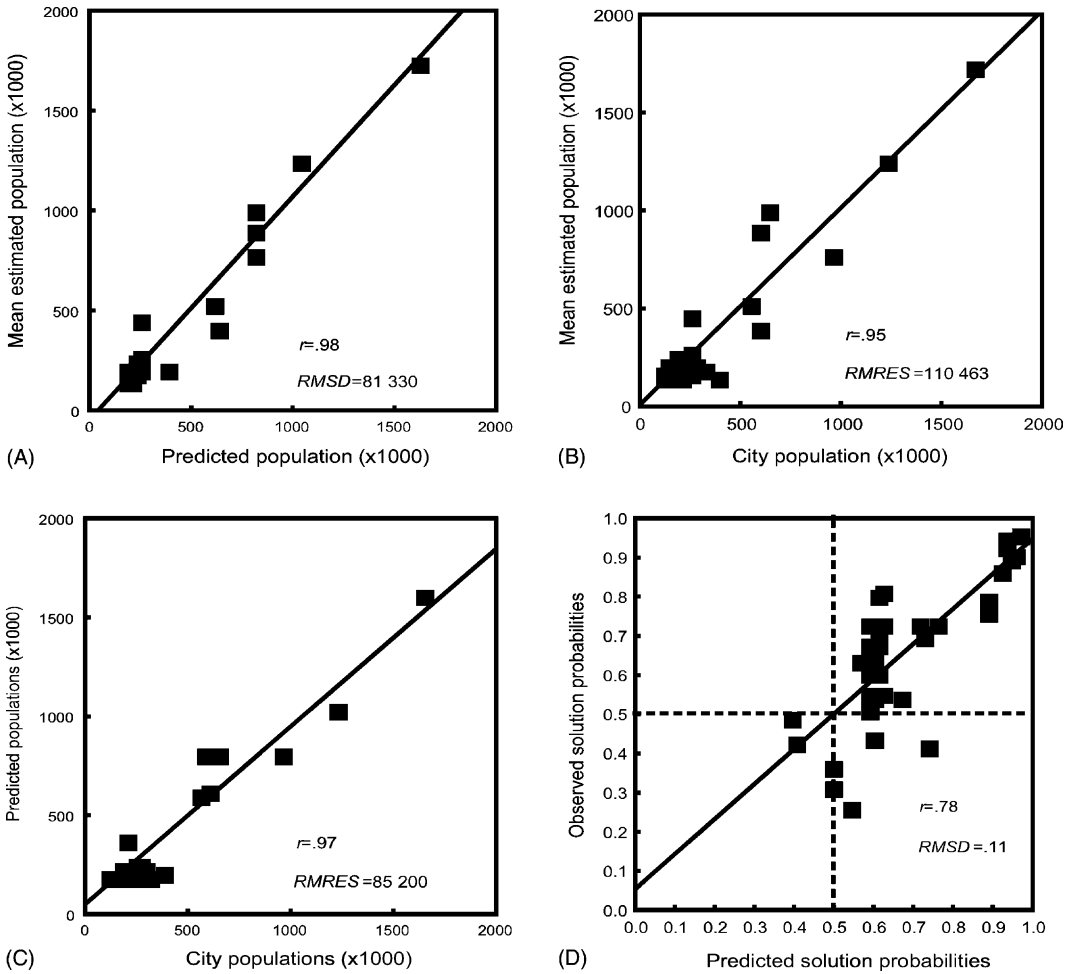 2000
1500
1000
500
0
Mean estimated population (x1000)
r=.98
RMSD=81 330
0 500 1000 1500 2000
(A) Predicted population (x1000)
2000
1500
1000
500
0
Mean estimated population (x1000)
r=.95
RMRES=110 463
0 500 1000 1500 2000
(B) City population (x1000)
2000
1500
1000
500
0
Predicted populations (x1000)
r=.97
RMRES=85 200
0 500 1000 1500 2000
(C) City populations (x1000)
1.0
0.9
0.8
0.7
0.6
0.5
0.4
0.3
0.2
0.1
0.0
Observed solution probabilities
r=.78
RMSD=.11
0.0 0.1 0.2 0.3 0.4 0.5 0.6 0.7 0.8 0.9 1.0
(D) Predicted solution probabilities